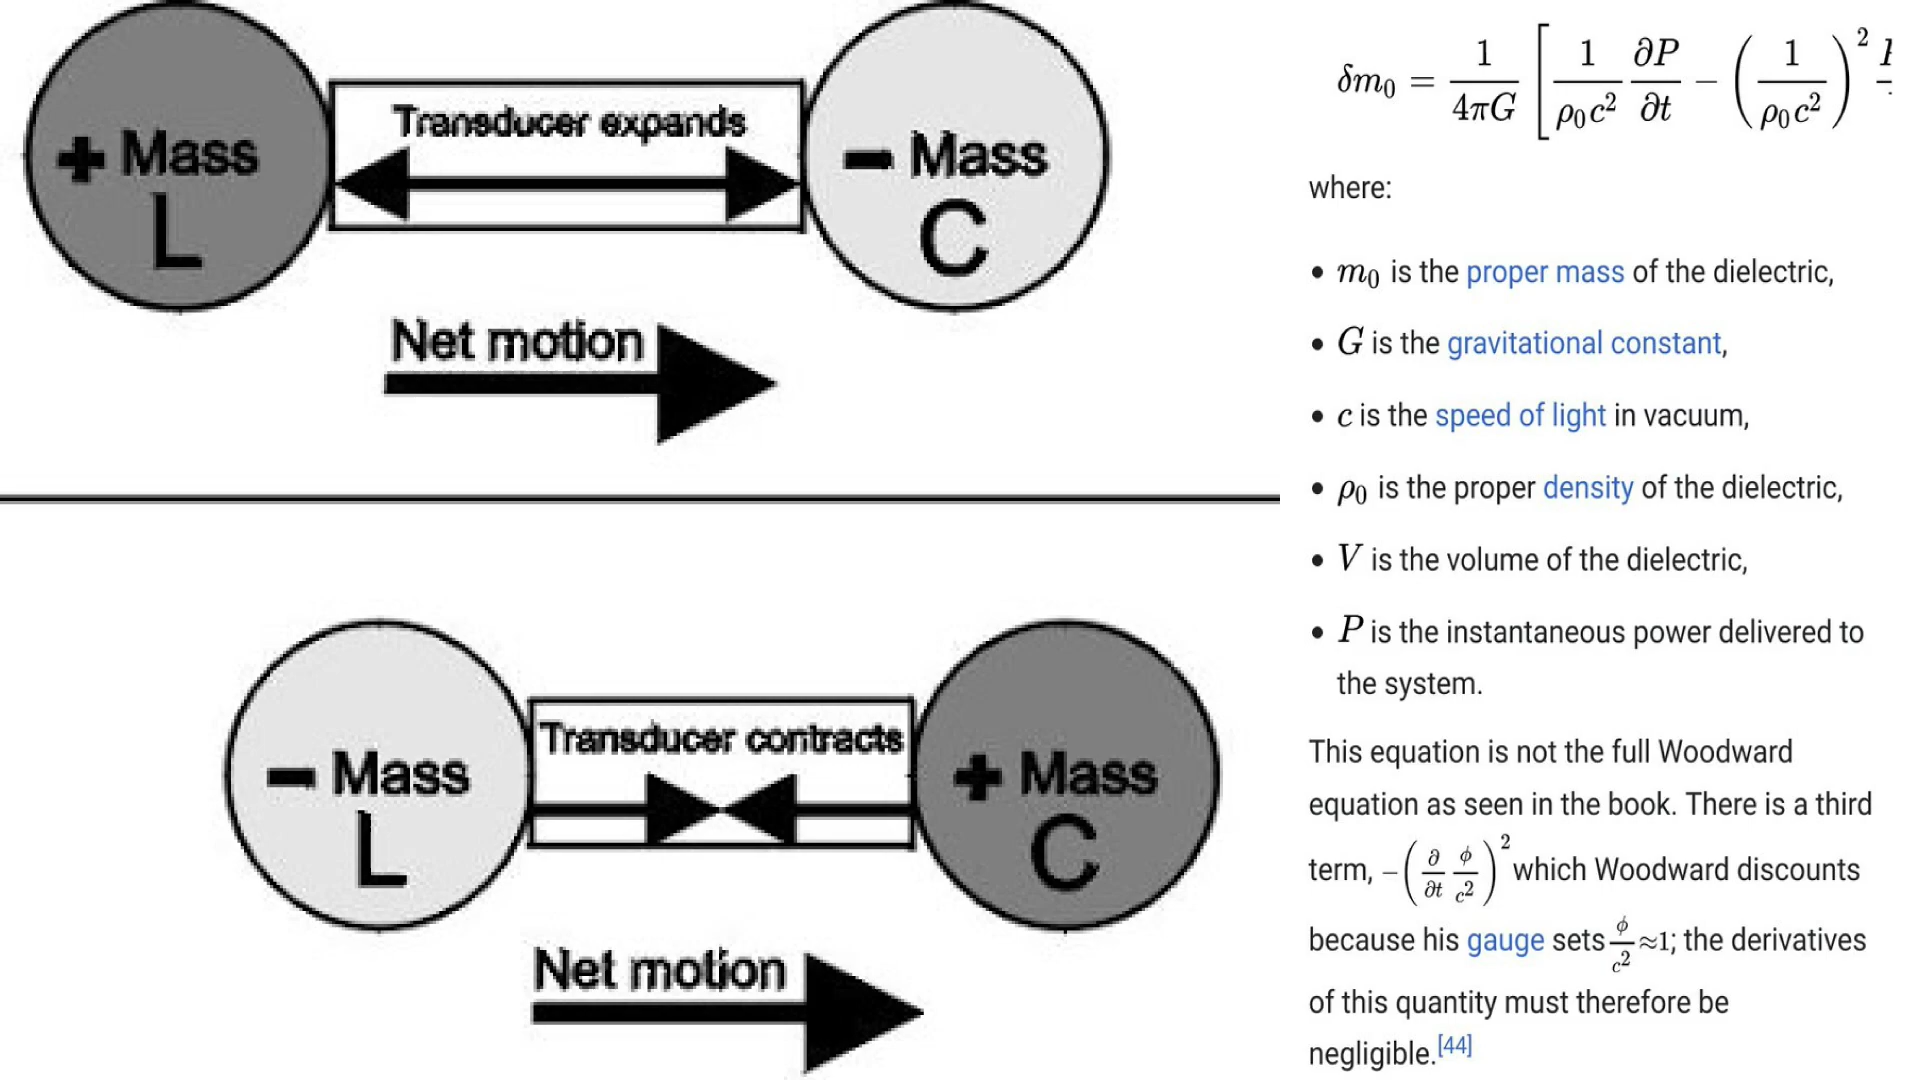 + Mass
L
Transducer expands
− Mass
C
Net motion
− Mass
L
Transducer contracts
+ Mass
C
Net motion
δm₀ = 1/(4πG) [ 1/(ρ₀c²) ∂P/∂t − (1/(ρ₀c²))²
where:
• m₀ is the proper mass of the dielectric,
• G is the gravitational constant,
• c is the speed of light in vacuum,
• ρ₀ is the proper density of the dielectric,
• V is the volume of the dielectric,
• P is the instantaneous power delivered to
the system.
This equation is not the full Woodward
equation as seen in the book. There is a third
term, −(∂/∂t ϕ/c²)² which Woodward discounts
because his gauge sets ϕ/c² ≈1; the derivatives
of this quantity must therefore be
negligible.[44]